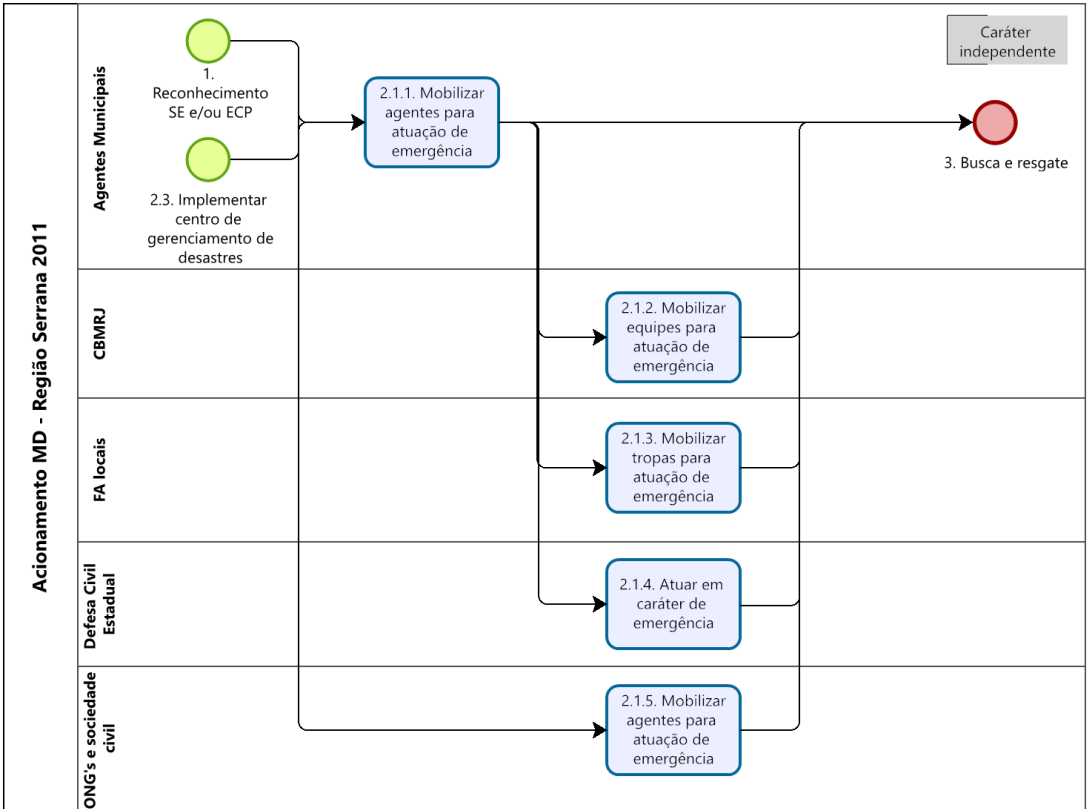 Acionamento MD - Região Serrana 2011
Agentes Municipais
1.
Reconhecimento
SE e/ou ECP
2.3. Implementar
centro de
gerenciamento de
desastres
2.1.1. Mobilizar
agentes para
atuação de
emergência
Caráter
independente
3. Busca e resgate
CBMRJ
2.1.2. Mobilizar
equipes para
atuação de
emergência
FA locais
2.1.3. Mobilizar
tropas para
atuação de
emergência
Defesa Civil
Estadual
2.1.4. Atuar em
caráter de
emergência
ONG's e sociedade
civil
2.1.5. Mobilizar
agentes para
atuação de
emergência